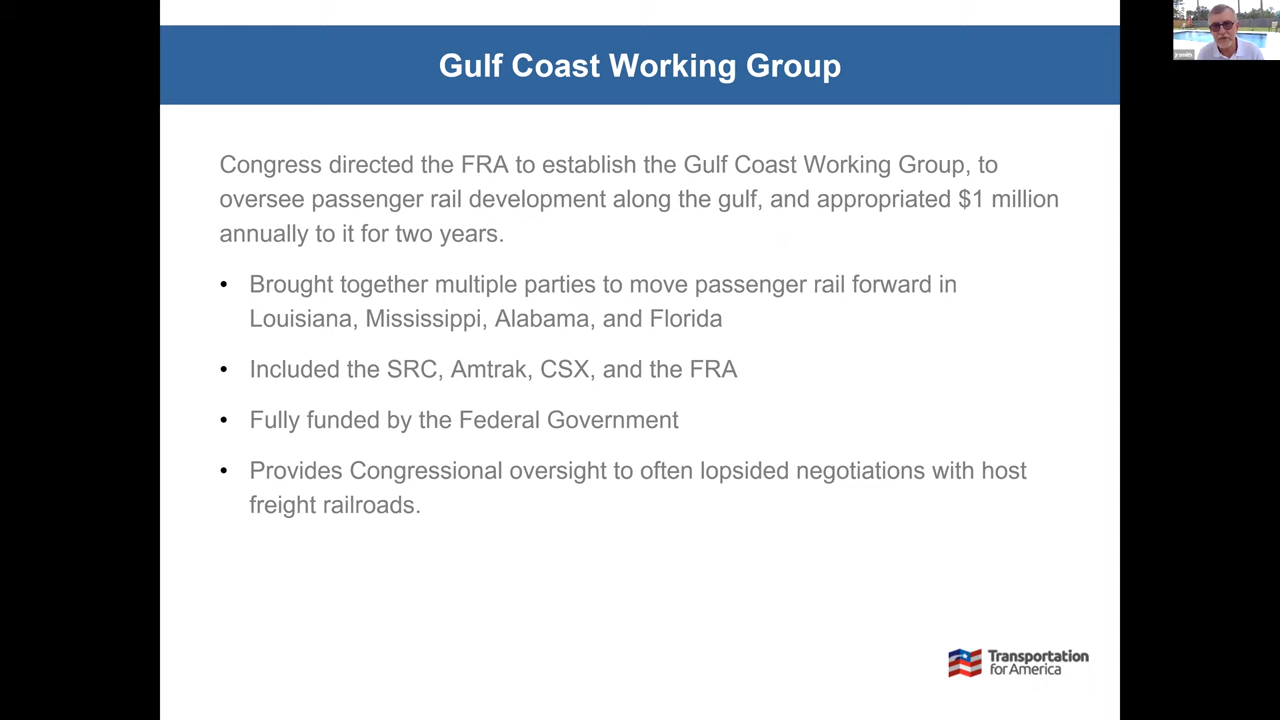 Gulf Coast Working Group
Congress directed the FRA to establish the Gulf Coast Working Group, to
oversee passenger rail development along the gulf, and appropriated $1 million
annually to it for two years.
• Brought together multiple parties to move passenger rail forward in
Louisiana, Mississippi, Alabama, and Florida
• Included the SRC, Amtrak, CSX, and the FRA
• Fully funded by the Federal Government
• Provides Congressional oversight to often lopsided negotiations with host
freight railroads.
Transportation
for America